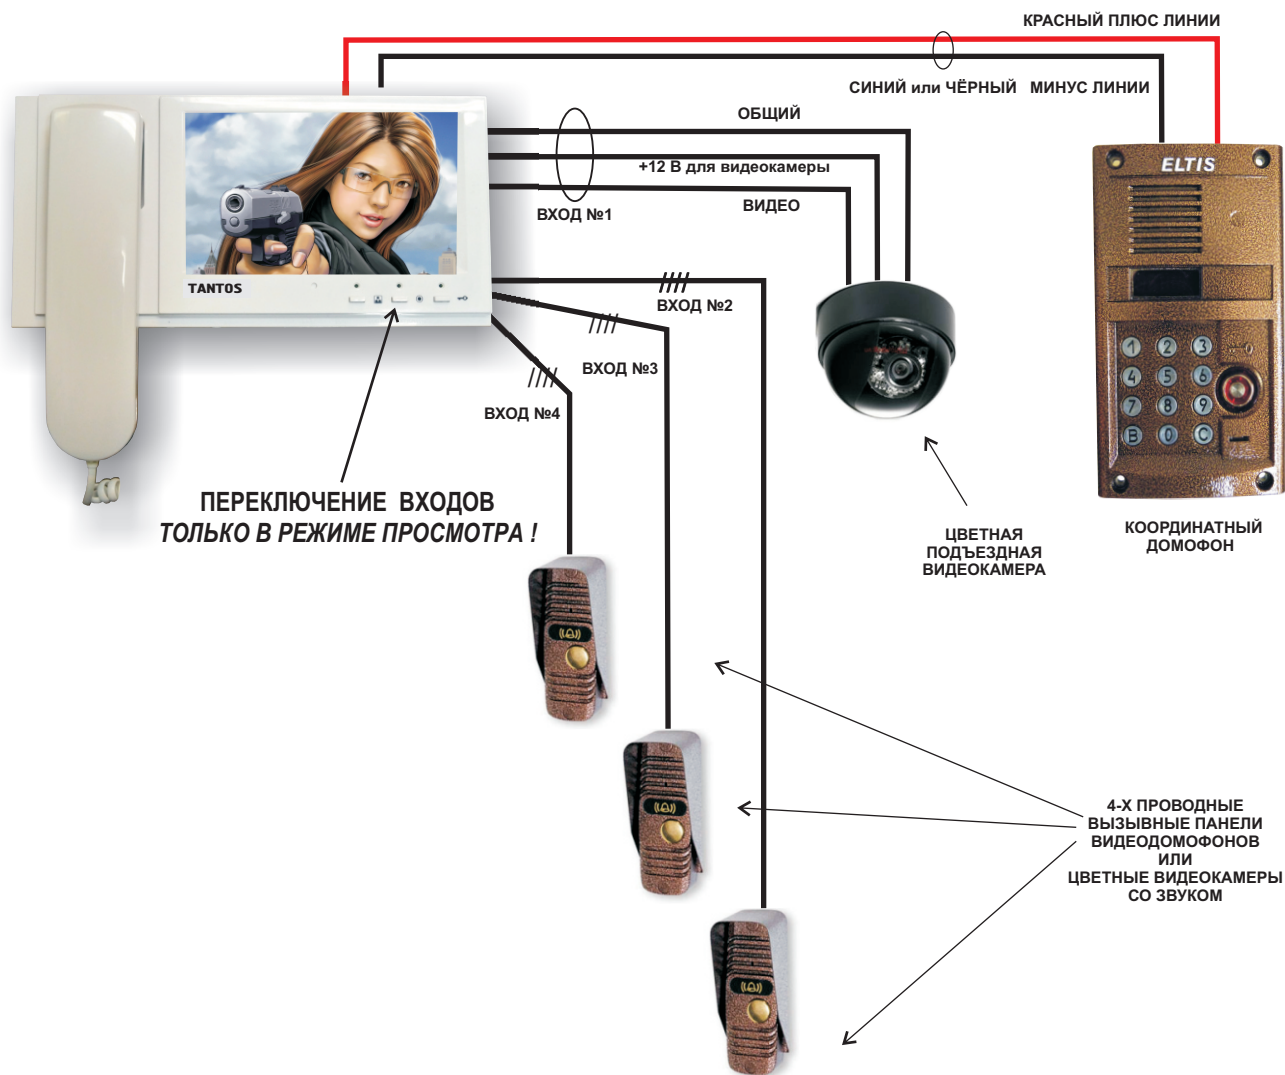 КРАСНЫЙ ПЛЮС ЛИНИИ
СИНИЙ или ЧЁРНЫЙ МИНУС ЛИНИИ
ОБЩИЙ
+12 В для видеокамеры
ВИДЕО
ВХОД №1
ELTIS
TANTOS
ВХОД №2
ВХОД №3
ВХОД №4
1 2 3
4 5 6
7 8 9
B 0 C
ПЕРЕКЛЮЧЕНИЕ ВХОДОВ
ТОЛЬКО В РЕЖИМЕ ПРОСМОТРА !
ЦВЕТНАЯ
ПОДЪЕЗДНАЯ
ВИДЕОКАМЕРА
КООРДИНАТНЫЙ
ДОМОФОН
4-Х ПРОВОДНЫЕ
ВЫЗЫВНЫЕ ПАНЕЛИ
ВИДЕОДОМОФОНОВ
ИЛИ
ЦВЕТНЫЕ ВИДЕОКАМЕРЫ
СО ЗВУКОМ